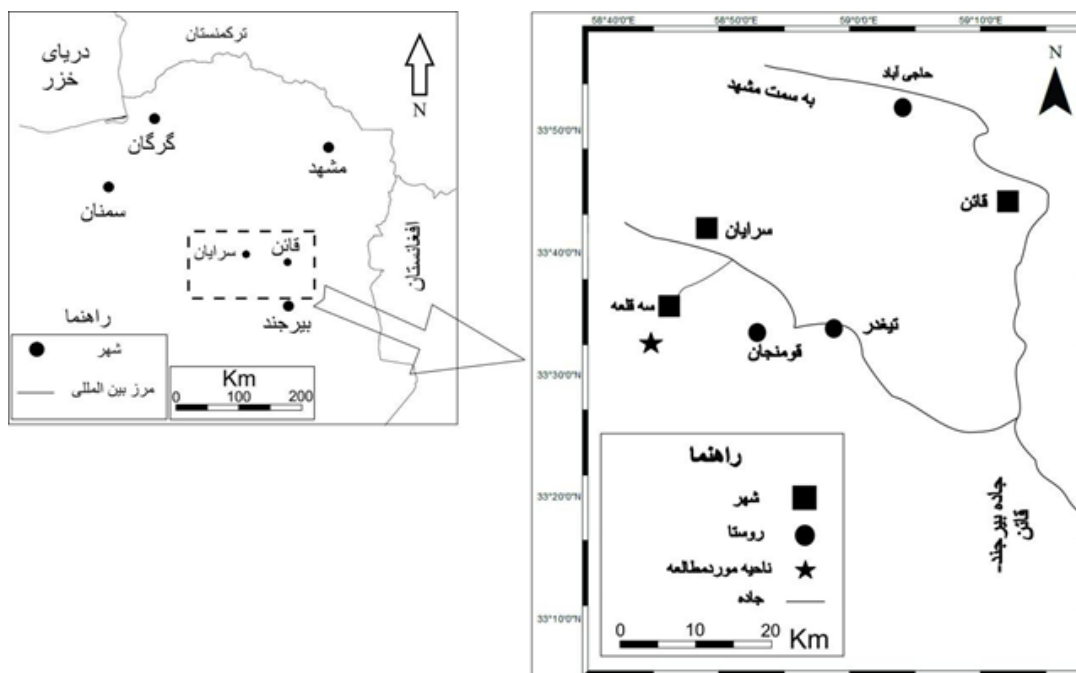 ترکمنستان
دریای
خزر
N
گرگان
مشهد
سمنان
افغانستان
سرایان
قائن
بیرجند
راهنما
شهر
مرز بین المللی
Km
0 100 200
58°40'0"E 58°50'0"E 59°0'0"E 59°10'0"E
33°50'0"N
33°40'0"N
33°30'0"N
33°20'0"N
33°10'0"N
حاجی آباد
به سمت مشهد
N
قائن
سرایان
سه قلعه
تیغدر
قومنجان
جاده بیرجند-
قائن
راهنما
شهر
روستا
ناحیه موردمطالعه
جاده
0 10 20
Km